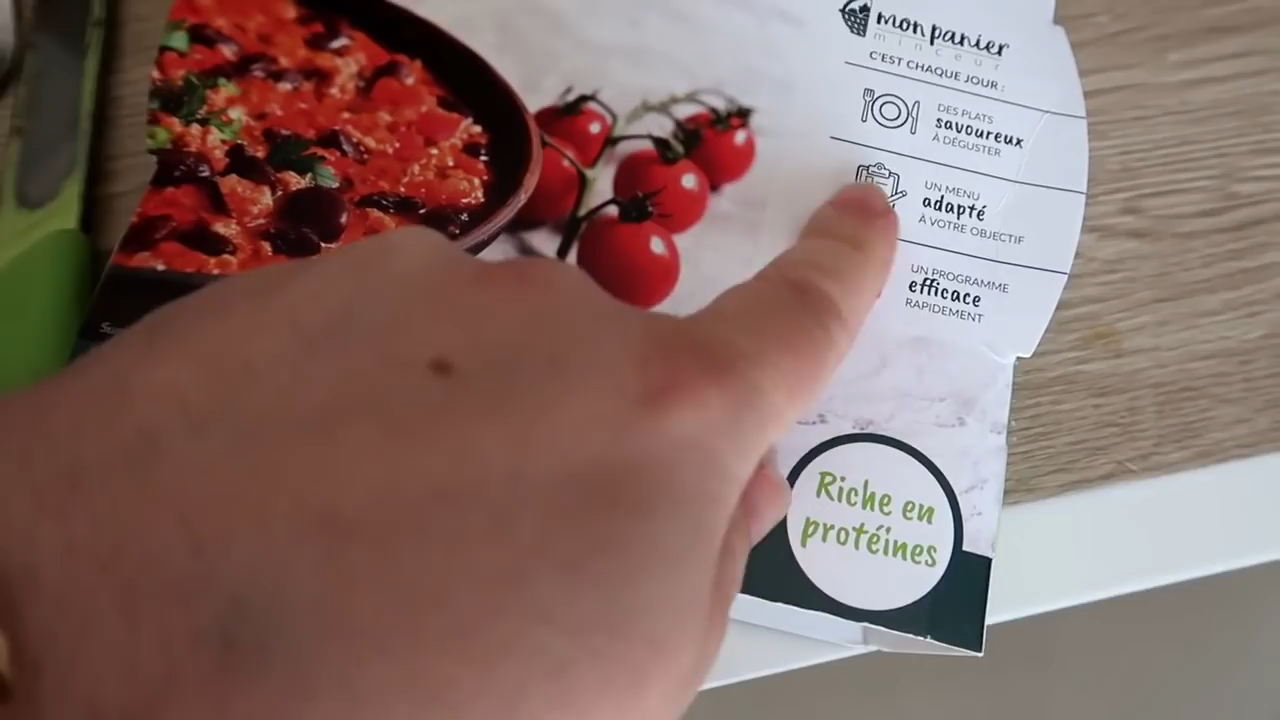 mon panier
minceur
C'EST CHAQUE JOUR :
DES PLATS
savoureux
À DÉGUSTER
UN MENU
adapté
À VOTRE OBJECTIF
UN PROGRAMME
efficace
RAPIDEMENT
Riche en
protéines